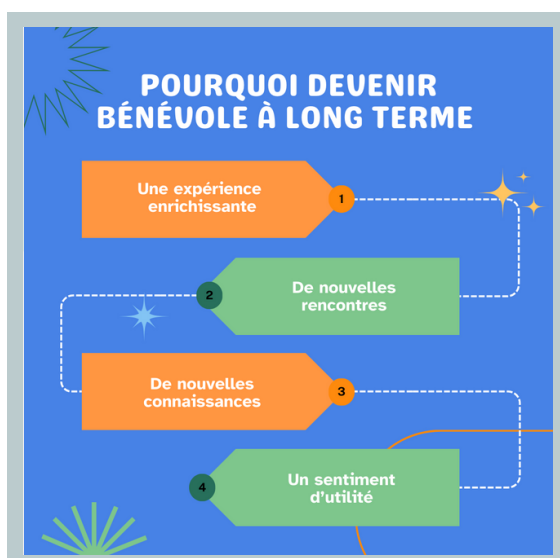 POURQUOI DEVENIR
BÉNÉVOLE À LONG TERME
Une expérience
enrichissante
1
2
De nouvelles
rencontres
De nouvelles
connaissances
3
4
Un sentiment
d'utilité